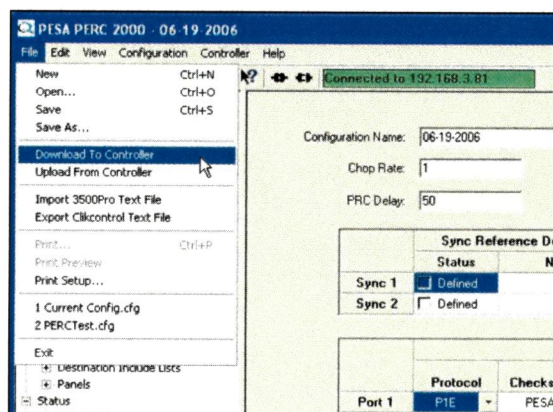 PESA PERC 2000 - 06-19-2006
File Edit View Configuration Controller Help
Connected to 192.168.3.81
New Ctrl+N
Open... Ctrl+O
Save Ctrl+S
Save As...
Download To Controller
Upload From Controller
Import 3500Pro Text File
Export Clikcontrol Text File
Print... Ctrl+P
Print Preview
Print Setup...
1 Current Config.cfg
2 PERCTest.cfg
Exit
Destination Include Lists
Panels
Status
Configuration Name: 06-19-2006
Chop Rate: 1
PRC Delay: 50
Sync Reference De
Status N
Sync 1 Defined
Sync 2 Defined
Protocol Checks
Port 1 P1E PESA